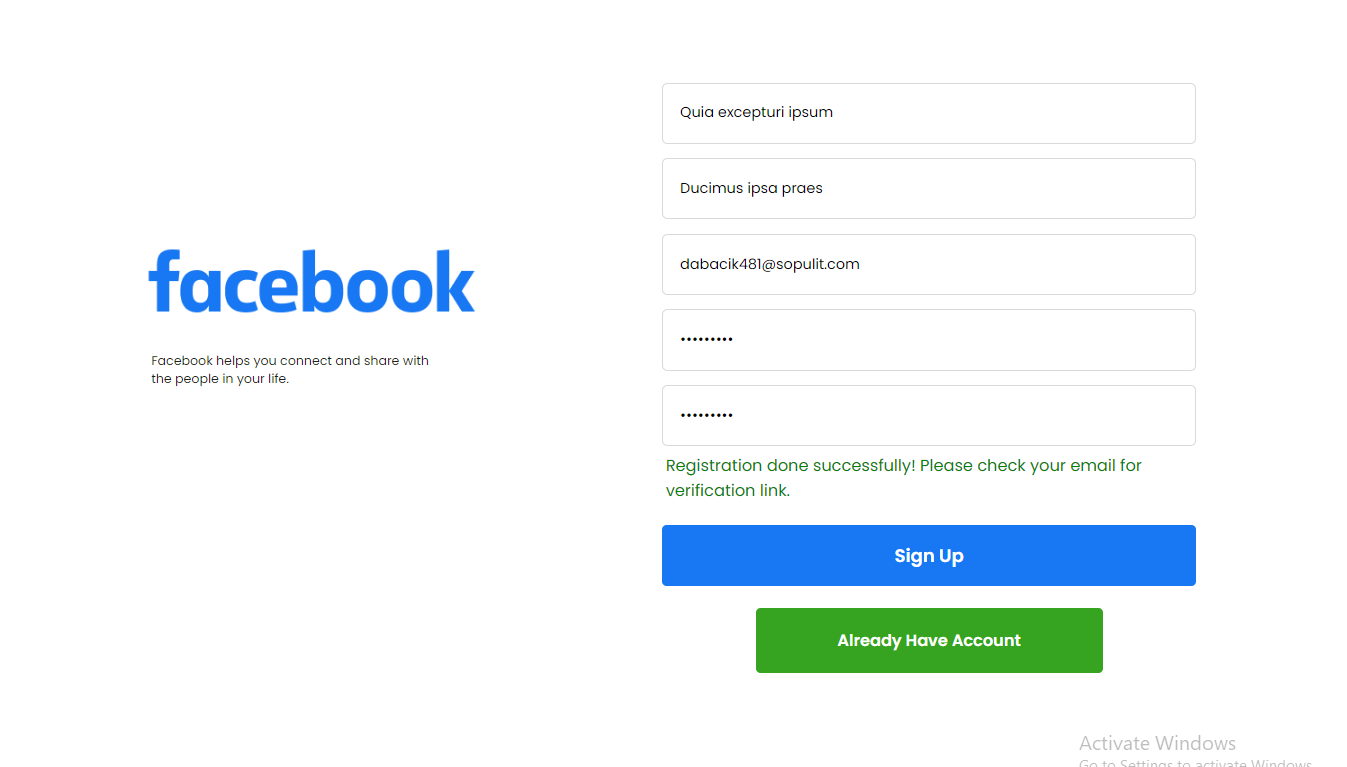 facebook
Facebook helps you connect and share with
the people in your life.
Quia excepturi ipsum
Ducimus ipsa praes
dabacik481@sopulit.com
•••••••••
•••••••••
Registration done successfully! Please check your email for
verification link.
Sign Up
Already Have Account
Activate Windows
Go to Settings to activate Windows.